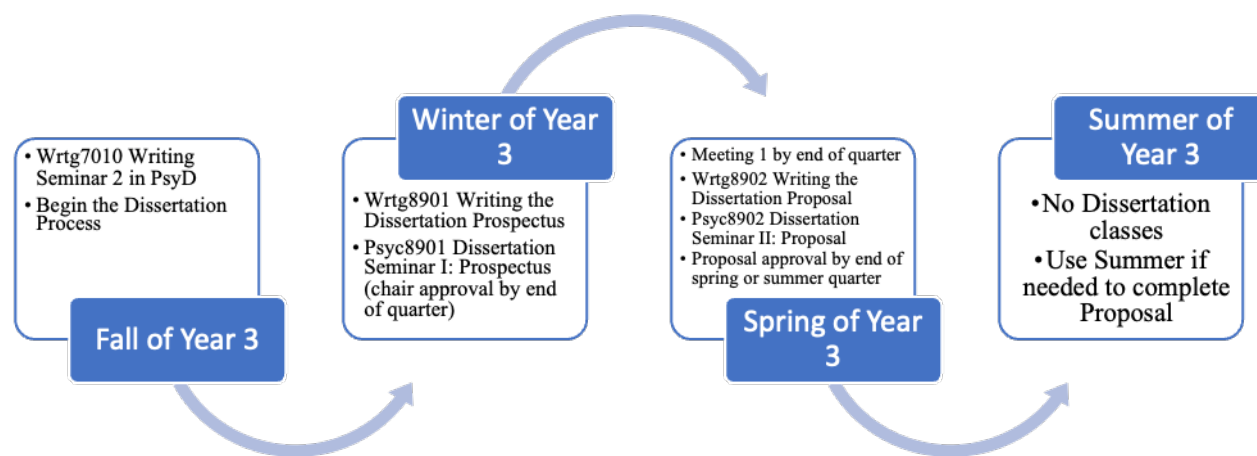 • Wrtg7010 Writing
Seminar 2 in PsyD
• Begin the Dissertation
Process
Fall of Year 3
Winter of Year
3
• Wrtg8901 Writing the
Dissertation Prospectus
• Psyc8901 Dissertation
Seminar I: Prospectus
(chair approval by end
of quarter)
• Meeting 1 by end of quarter
• Wrtg8902 Writing the
Dissertation Proposal
• Psyc8902 Dissertation
Seminar II: Proposal
• Proposal approval by end of
spring or summer quarter
Spring of Year
3
Summer of
Year 3
•No Dissertation
classes
•Use Summer if
needed to complete
Proposal